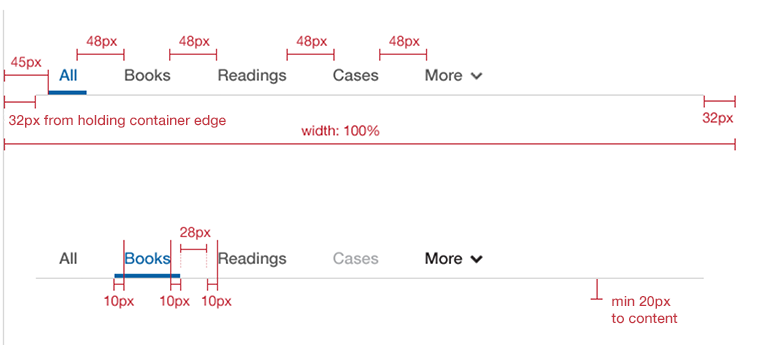 48px 48px 48px 48px
45px
All Books Readings Cases More
32px from holding container edge
32px
width: 100%
28px
All Books Readings Cases More
10px 10px 10px
min 20px
to content